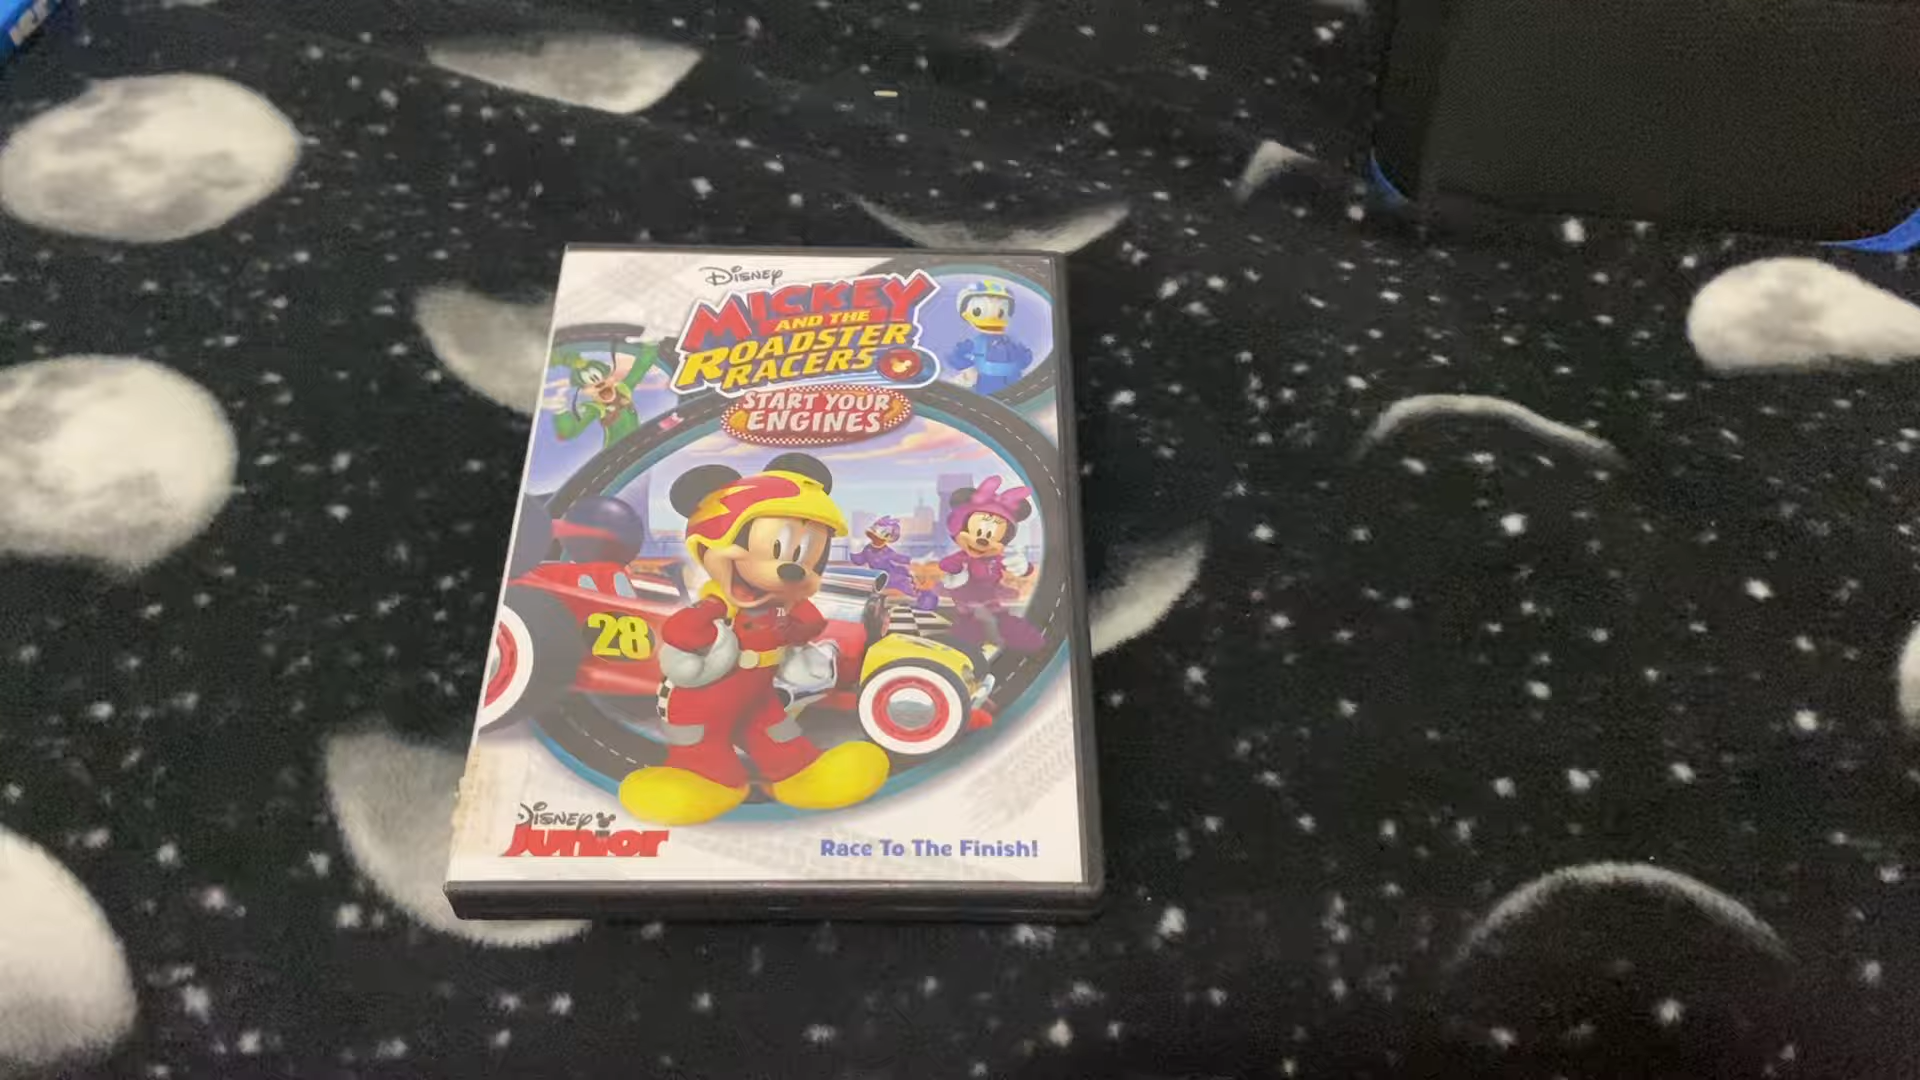 DISNEY
MICKEY
AND THE
ROADSTER
RACERS
START YOUR
ENGINES
28
DISNEY
JUNIOR
Race To The Finish!